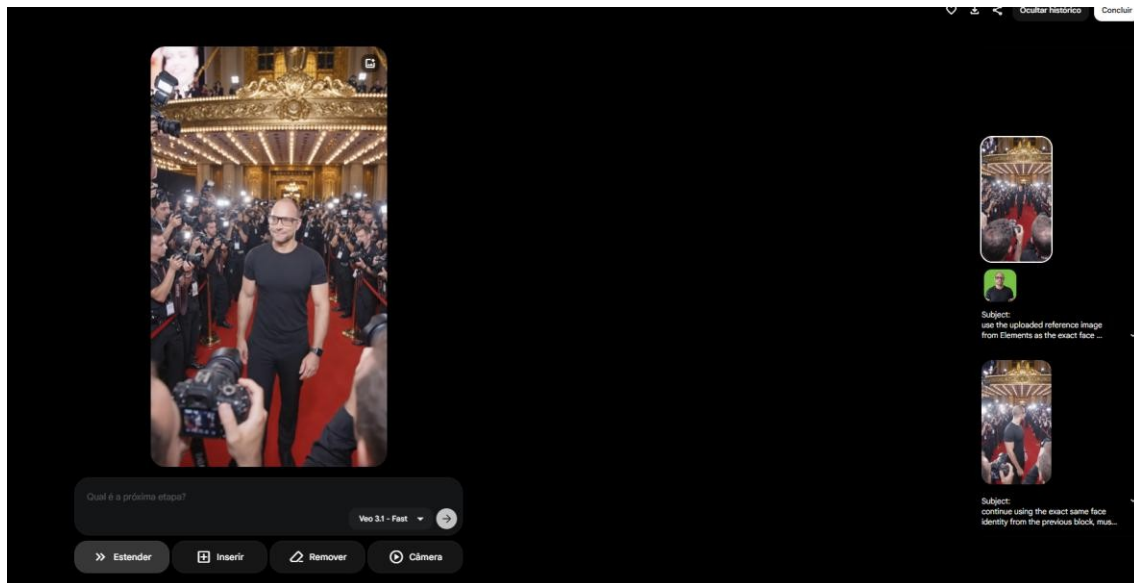 Ocultar histórico
Concluir
Subject:
use the uploaded reference image
from Elements as the exact face ...
Subject:
continue using the exact same face
identity from the previous block, mus...
Qual é a próxima etapa?
Veo 3.1 - Fast
Estender
Inserir
Remover
Câmera